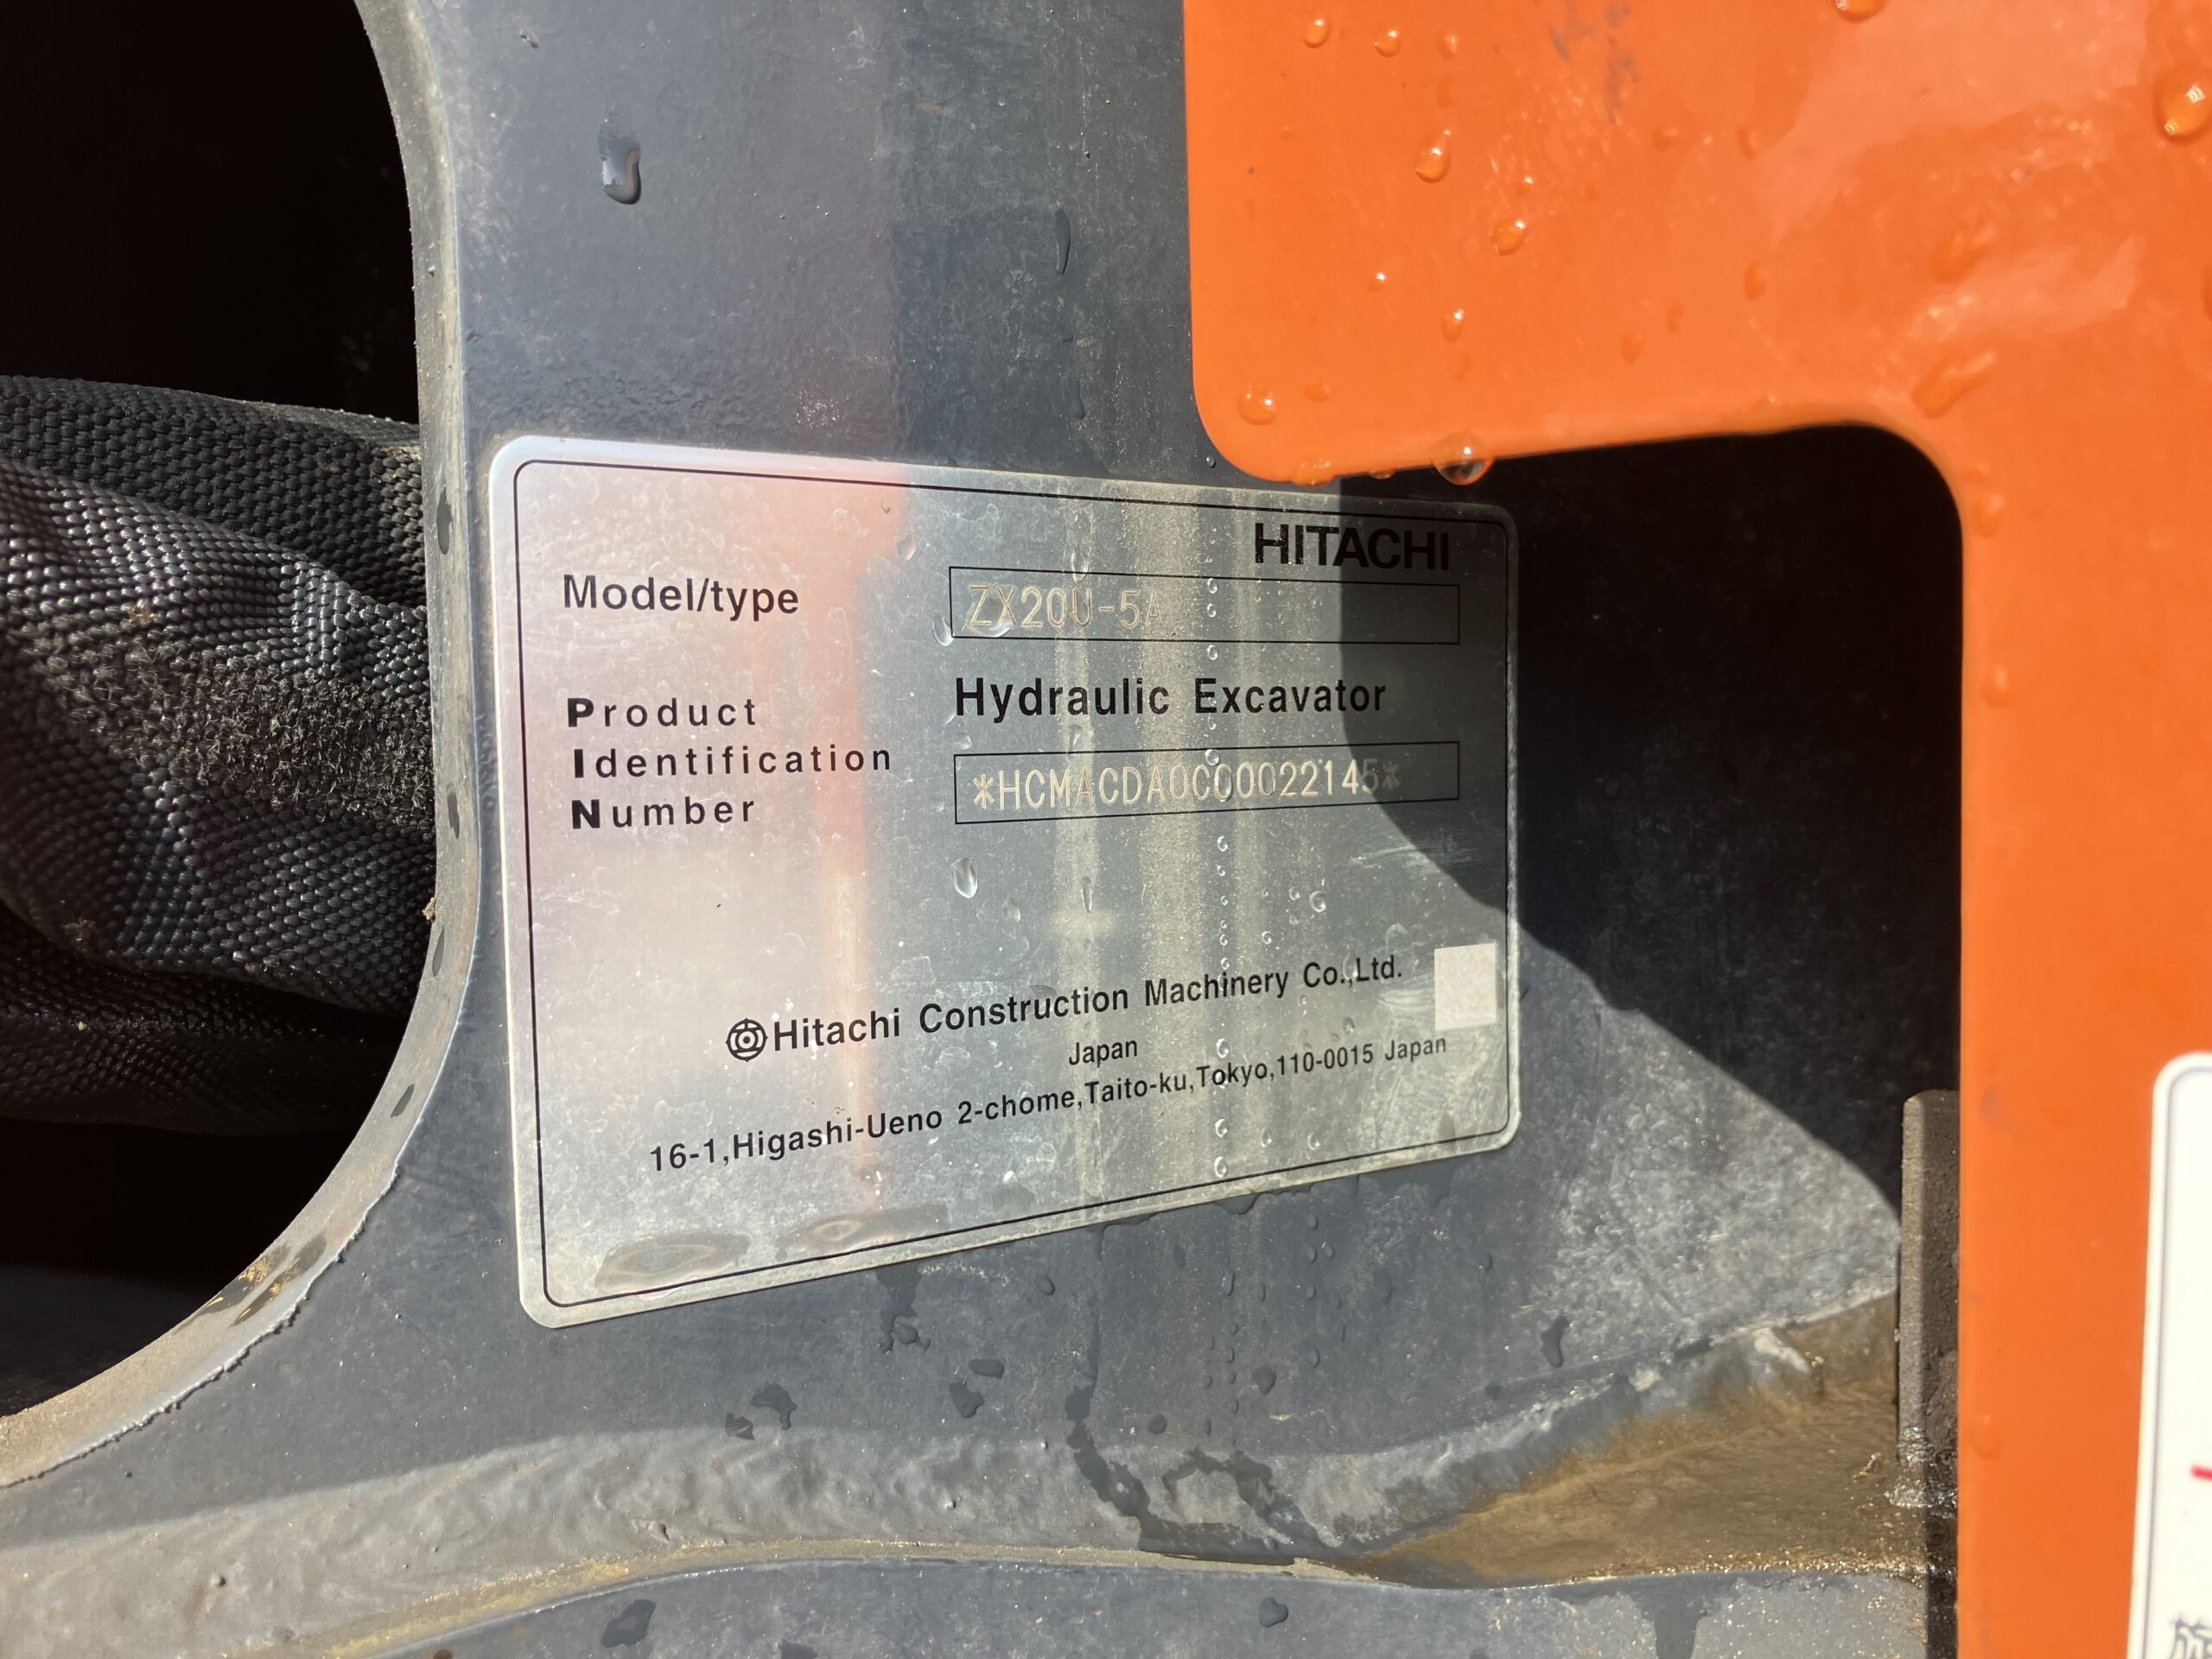 HITACHI
Model/type ZX20U-5A
Hydraulic Excavator
Product
Identification
Number *HCMACDA0C00022145*
Hitachi Construction Machinery Co.,Ltd.
Japan
16-1,Higashi-Ueno 2-chome,Taito-ku,Tokyo,110-0015 Japan